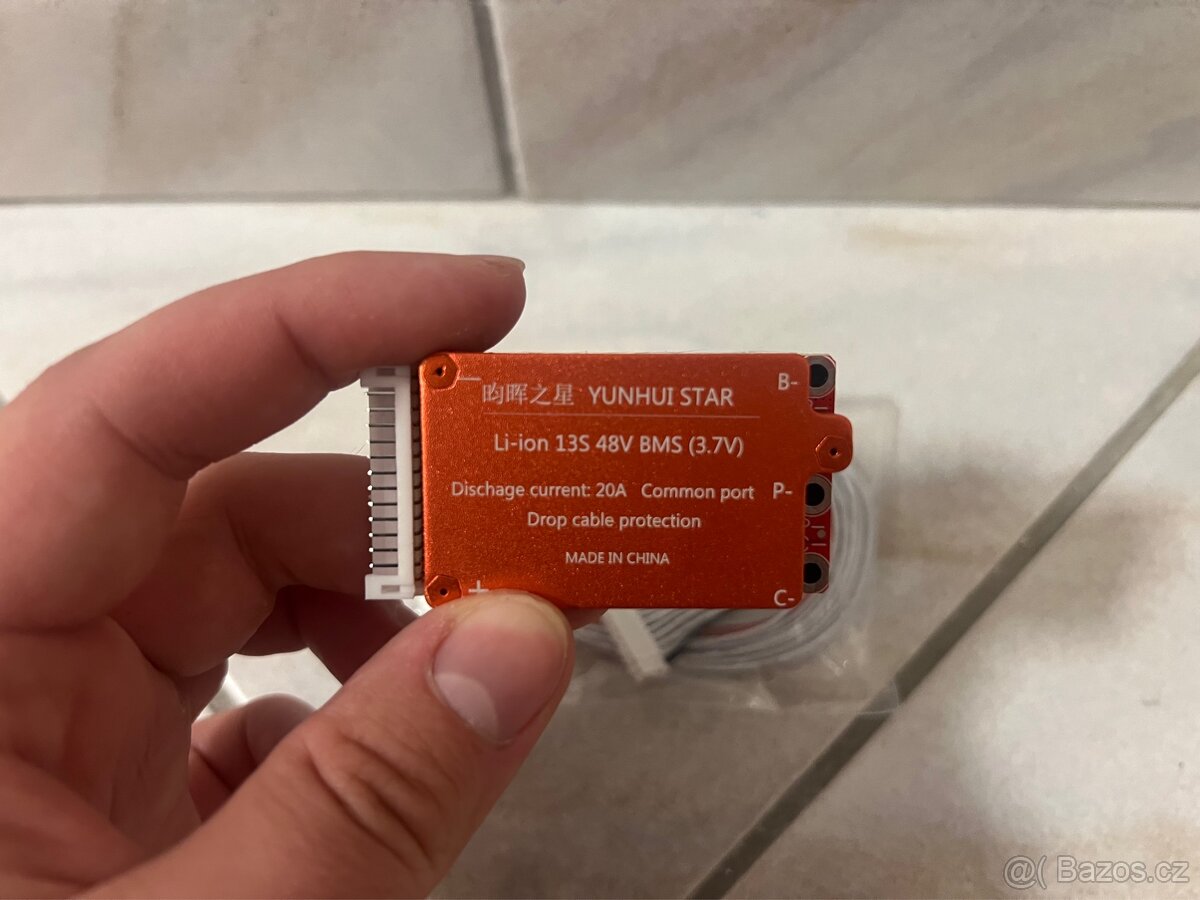 昀晖之星 YUNHUI STAR
Li-ion 13S 48V BMS (3.7V)
Dischage current: 20A Common port
Drop cable protection
MADE IN CHINA
B-
P-
C-
−
+
@( Bazos.cz